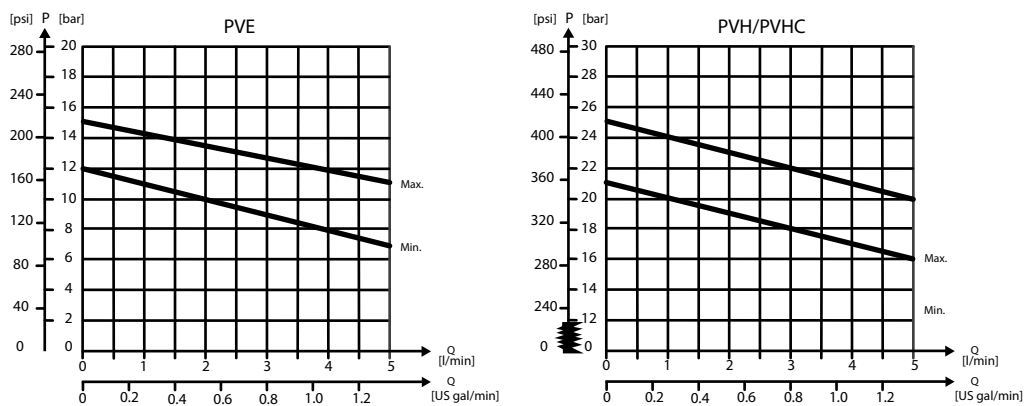 [psi] P [bar]
PVE
280
240
200
160
120
80
40
0
20
18
16
14
12
10
8
6
4
2
0
Max.
Min.
0 1 2 3 4 5
Q
[l/min]
0 0.2 0.4 0.6 0.8 1.0 1.2
Q
[US gal/min]
[psi] P [bar]
PVH/PVHC
480
440
400
360
320
280
240
0
30
28
26
24
22
20
18
16
14
12
0
Max.
Min.
0 1 2 3 4 5
Q
[l/min]
0 0.2 0.4 0.6 0.8 1.0 1.2
Q
[US gal/min]